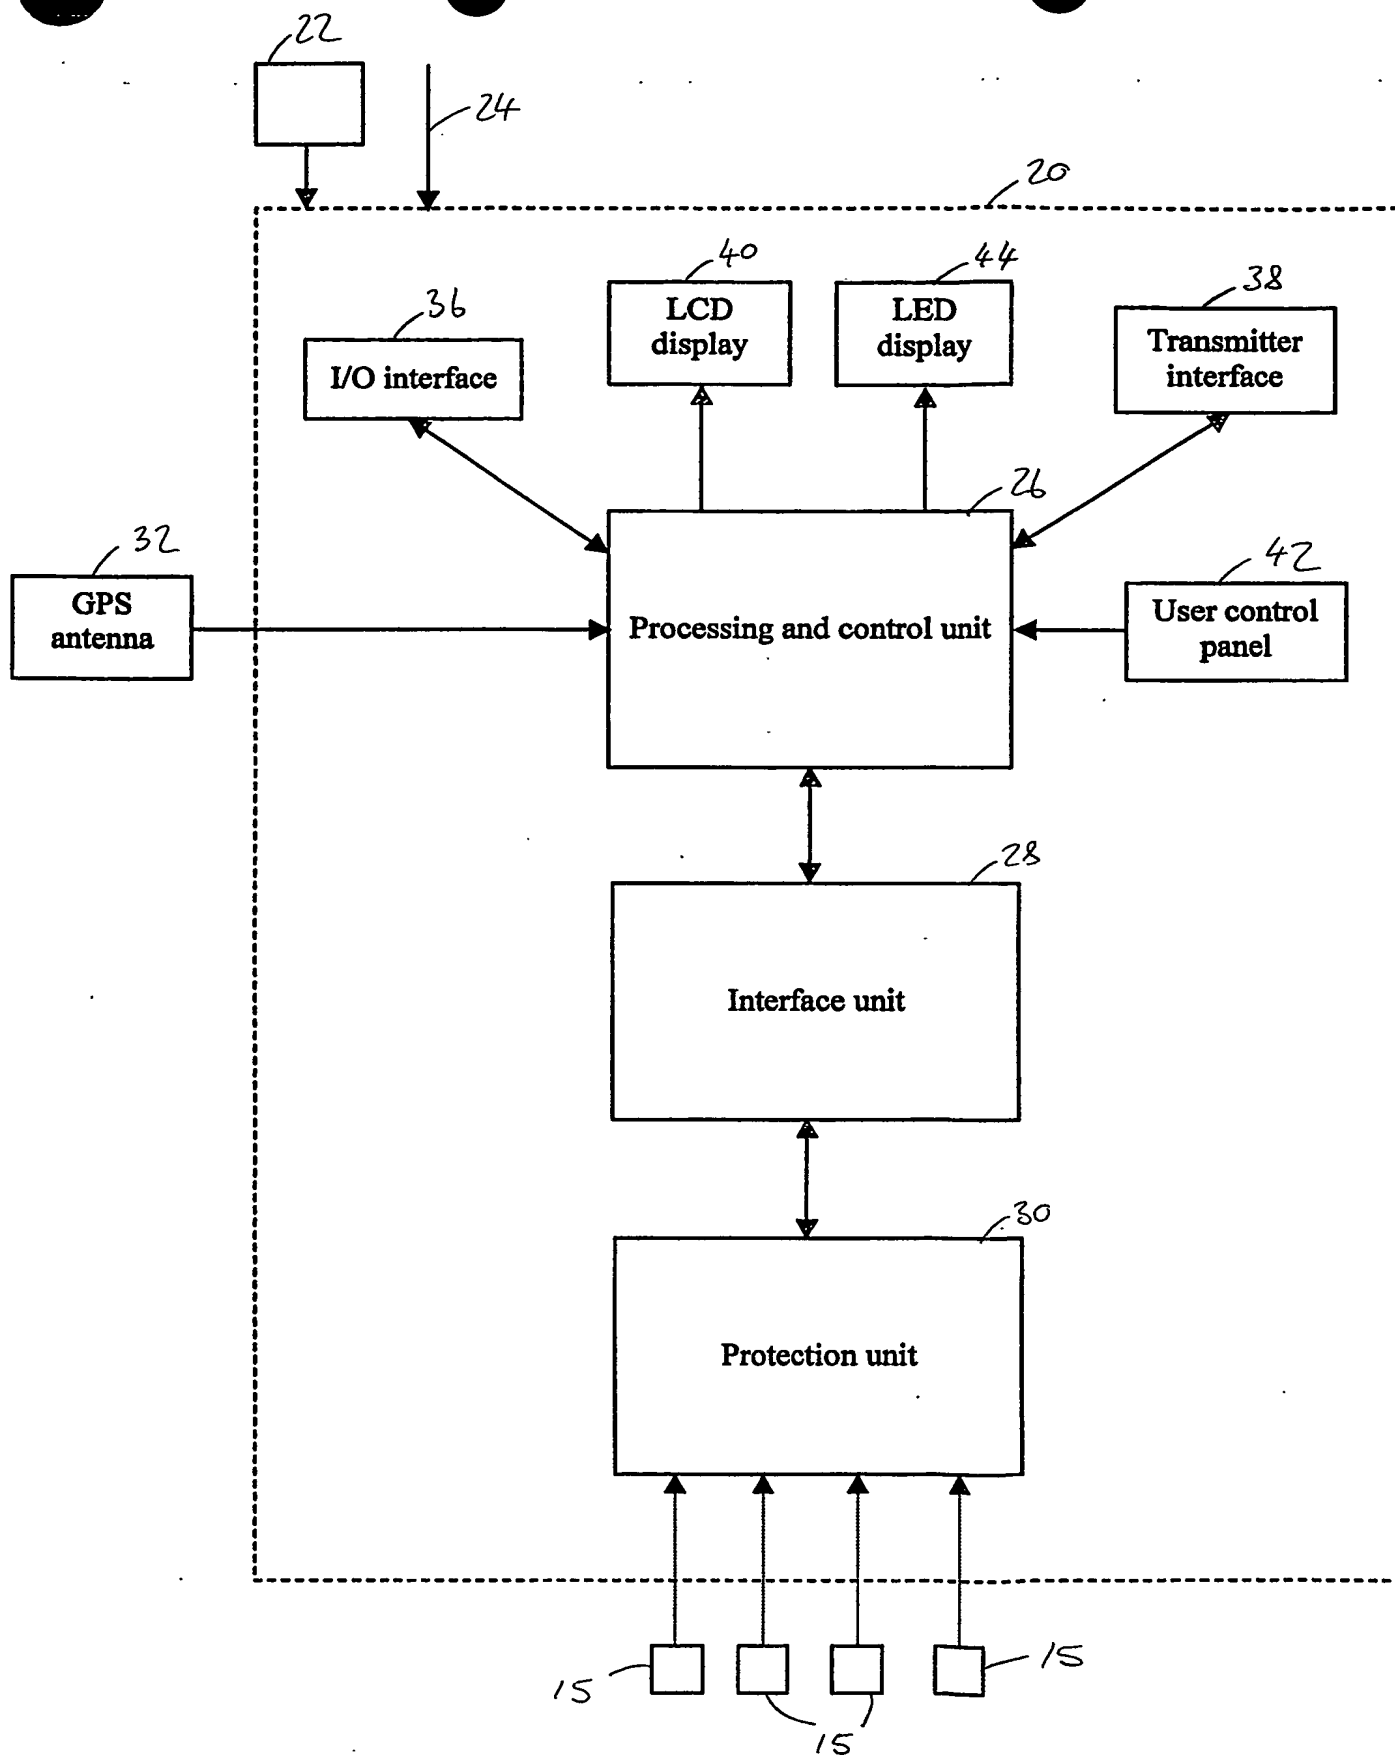 22
24
20
40
44
38
36
LCD
display
LED
display
Transmitter
interface
I/O interface
26
32
42
GPS
antenna
Processing and control unit
User control
panel
28
Interface unit
30
Protection unit
15
15
15